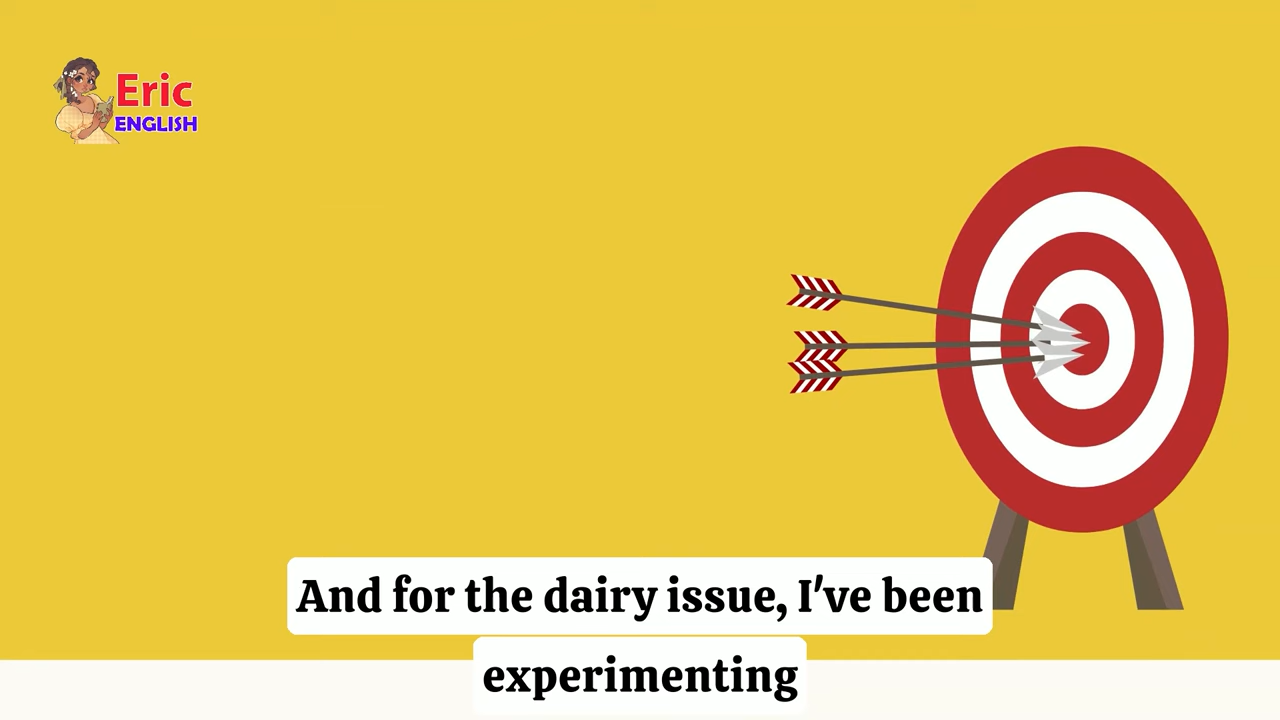 Eric
ENGLISH
And for the dairy issue, I've been
experimenting